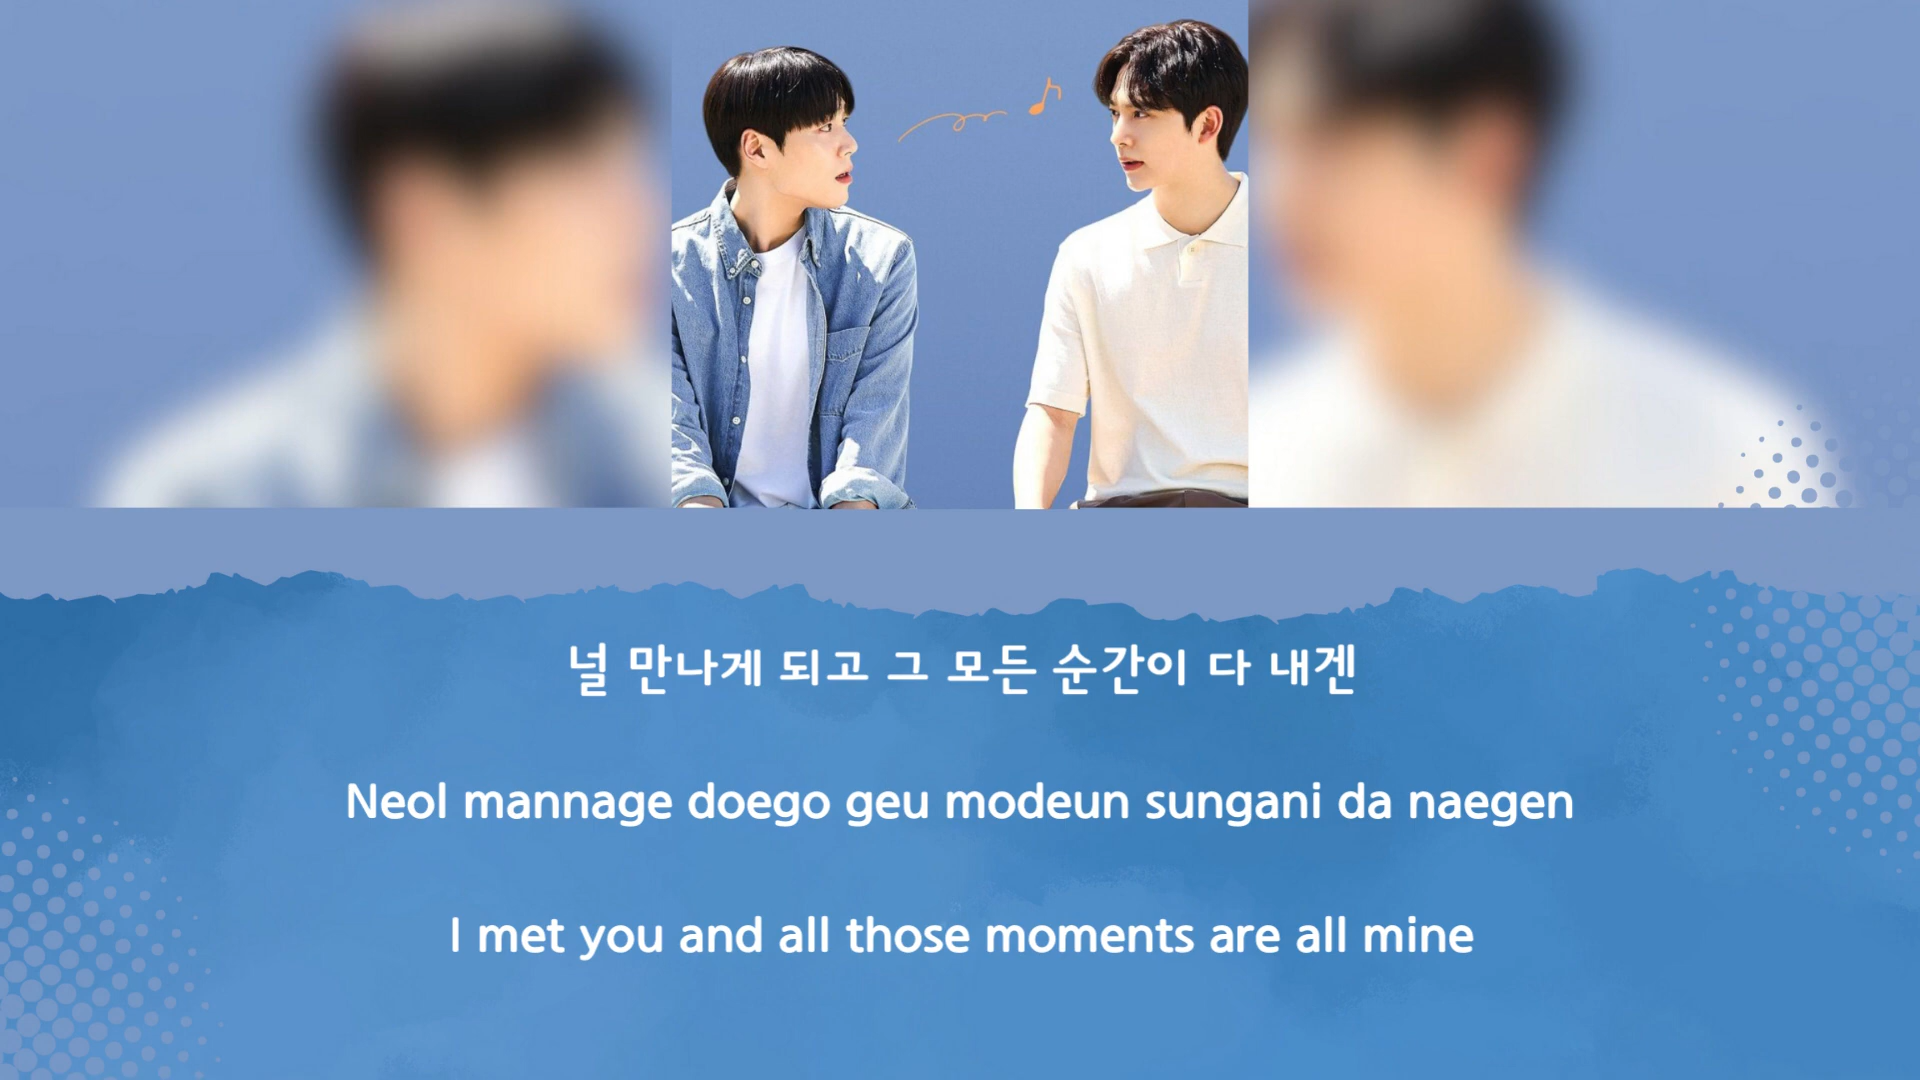 널 만나게 되고 그 모든 순간이 다 내겐
Neol mannage doego geu modeun sungani da naegen
I met you and all those moments are all mine